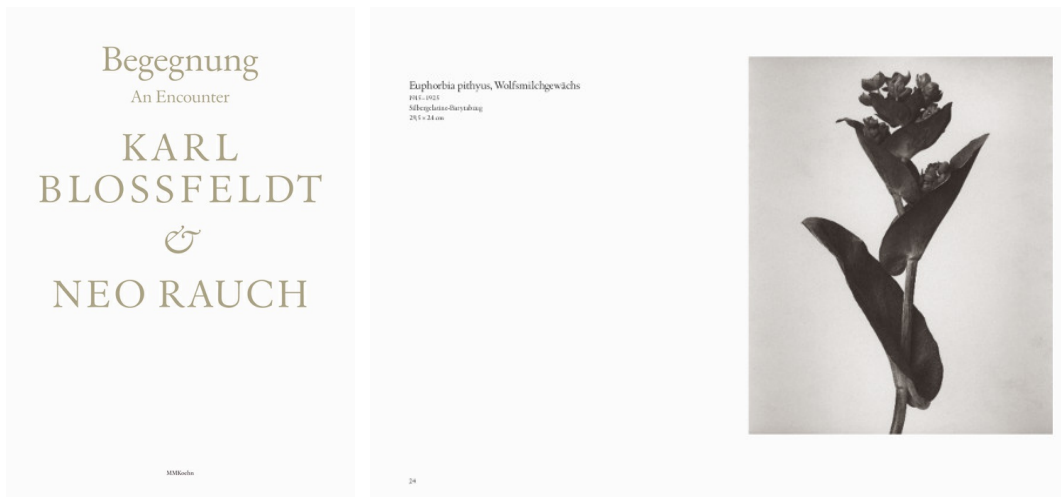 Begegnung
An Encounter
KARL
BLOSSFELDT
&
NEO RAUCH
MMKoehn
Euphorbia pithyus, Wolfsmilchgewächs
1915–1925
Silbergelatine-Barytabzug
29,5 × 24 cm
24